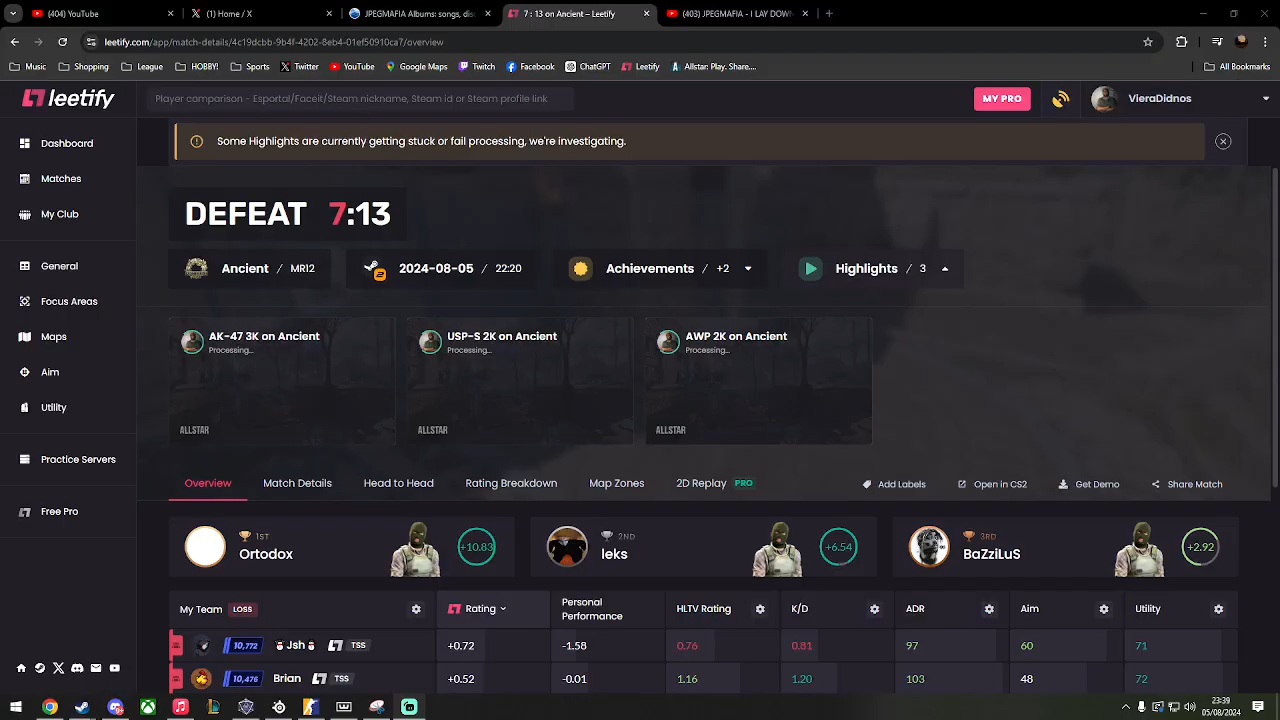 (404) YouTube
(1) Home / X
JPEGMAFIA Albums: songs, dis
7 : 13 on Ancient – Leetify
(403) JPEGMAFIA - I LAY DOWN
leetify.com/app/match-details/4c19dcbb-9b4f-4202-8eb4-01ef50910ca7/overview
Music
Shopping
League
HOBBY!
Sports
Twitter
YouTube
Google Maps
Twitch
Facebook
ChatGPT
Leetify
Allstar: Play. Share....
All Bookmarks
leetify
Player comparison - Esportal/Faceit/Steam nickname, Steam id or Steam profile link
MY PRO
VieraDidnos
Some Highlights are currently getting stuck or fail processing, we're investigating.
Dashboard
Matches
My Club
General
Focus Areas
Maps
Aim
Utility
Practice Servers
Free Pro
DEFEAT 7:13
Ancient / MR12
2024-08-05 / 22:20
Achievements / +2
Highlights / 3
AK-47 3K on Ancient
Processing...
ALLSTAR
USP-S 2K on Ancient
Processing...
ALLSTAR
AWP 2K on Ancient
Processing...
ALLSTAR
Overview
Match Details
Head to Head
Rating Breakdown
Map Zones
2D Replay PRO
Add Labels
Open in CS2
Get Demo
Share Match
1ST
Ortodox
+10.83
2ND
leks
+6.54
3RD
BaZziLuS
+2.92
My Team LOSS
Rating
Personal Performance
HLTV Rating
K/D
ADR
Aim
Utility
10,772 Jsh TSS +0.72 -1.58 0.76 0.81 97 60 71
10,476 Brian TSS +0.52 -0.01 1.16 1.20 103 48 72
23:39
05/08/2024